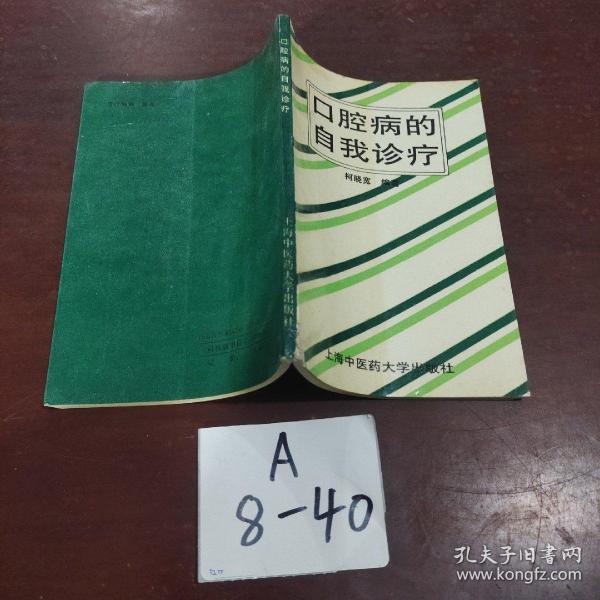 口腔病的自我诊疗
上海中医药大学出版社
口腔病的
自我诊疗
柯晓宽 编著
上海中医药大学出版社
A
8-40
孔夫子旧书网
www.kongfz.com